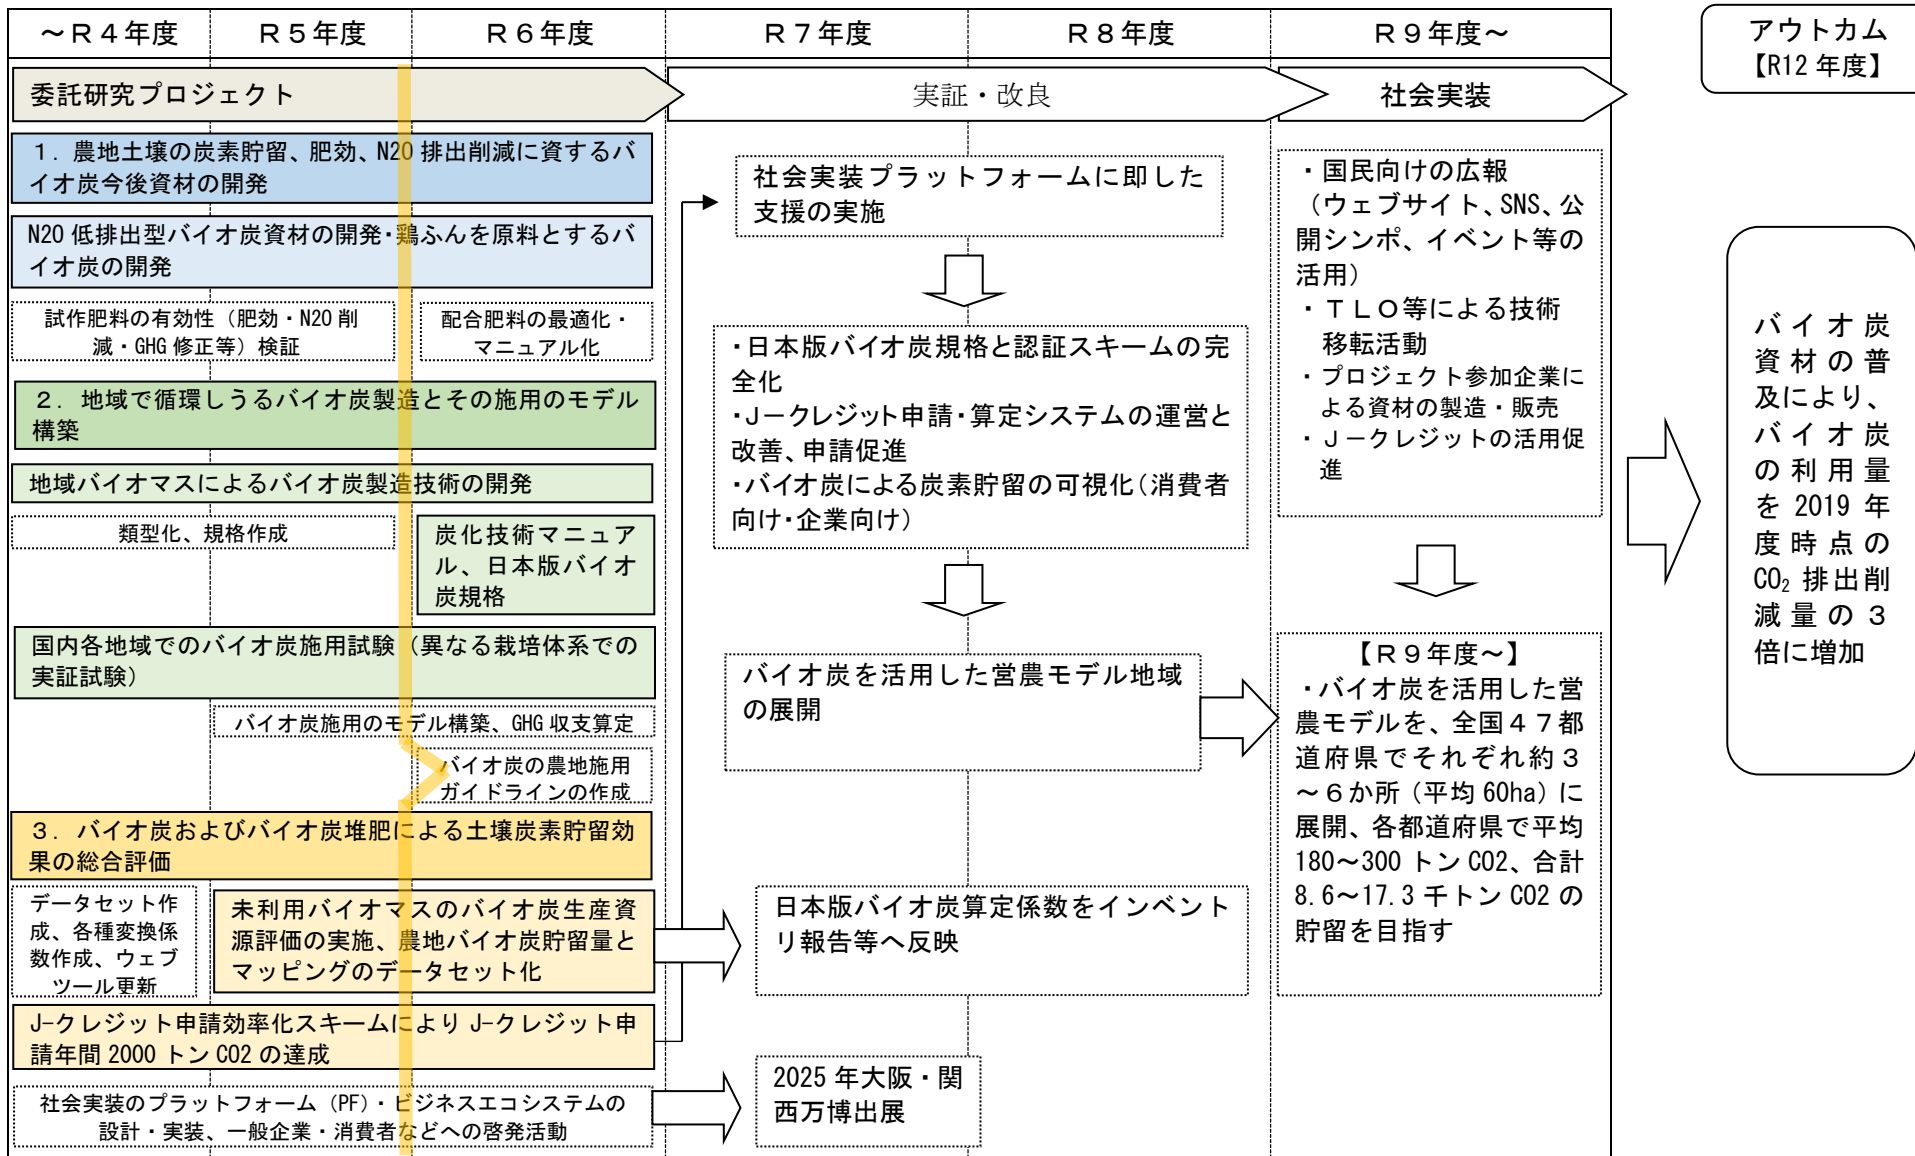 ～Ｒ４年度
Ｒ５年度
Ｒ６年度
Ｒ７年度
Ｒ８年度
Ｒ９年度～
アウトカム
【R12 年度】
委託研究プロジェクト
実証・改良
社会実装
１．農地土壌の炭素貯留、肥効、N2O 排出削減に資するバ
イオ炭今後資材の開発
N2O 低排出型バイオ炭資材の開発・鶏ふんを原料とするバ
イオ炭の開発
試作肥料の有効性（肥効・N2O 削
減・GHG 修正等）検証
配合肥料の最適化・
マニュアル化
２．地域で循環しうるバイオ炭製造とその施用のモデル
構築
地域バイオマスによるバイオ炭製造技術の開発
類型化、規格作成
炭化技術マニュア
ル、日本版バイオ
炭規格
国内各地域でのバイオ炭施用試験（異なる栽培体系での
実証試験）
バイオ炭施用のモデル構築、GHG 収支算定
バイオ炭の農地施用
ガイドラインの作成
３．バイオ炭およびバイオ炭堆肥による土壌炭素貯留効
果の総合評価
データセット作
成、各種変換係
数作成、ウェブ
ツール更新
未利用バイオマスのバイオ炭生産資
源評価の実施、農地バイオ炭貯留量と
マッピングのデータセット化
J-クレジット申請効率化スキームにより J-クレジット申
請年間 2000 トン CO2 の達成
社会実装のプラットフォーム（PF）・ビジネスエコシステムの
設計・実装、一般企業・消費者などへの啓発活動
社会実装プラットフォームに即した
支援の実施
・日本版バイオ炭規格と認証スキームの完
全化
・Ｊ－クレジット申請・算定システムの運営と
改善、申請促進
・バイオ炭による炭素貯留の可視化（消費者
向け・企業向け）
バイオ炭を活用した営農モデル地域
の展開
日本版バイオ炭算定係数をインベント
リ報告等へ反映
2025 年大阪・関
西万博出展
・国民向けの広報
（ウェブサイト、SNS、公
開シンポ、イベント等の
活用）
・ＴＬＯ等による技術
移転活動
・プロジェクト参加企業に
よる資材の製造・販売
・Ｊ－クレジットの活用促
進
【Ｒ９年度～】
・バイオ炭を活用した営
農モデルを、全国４７都
道府県でそれぞれ約３
～６か所（平均 60ha）に
展開、各都道府県で平均
180～300 トン CO2、合計
8.6～17.3 千トン CO2 の
貯留を目指す
バイオ炭
資材の普
及により、
バイオ炭
の利用量
を 2019 年
度時点の
CO₂ 排出削
減量の３
倍に増加